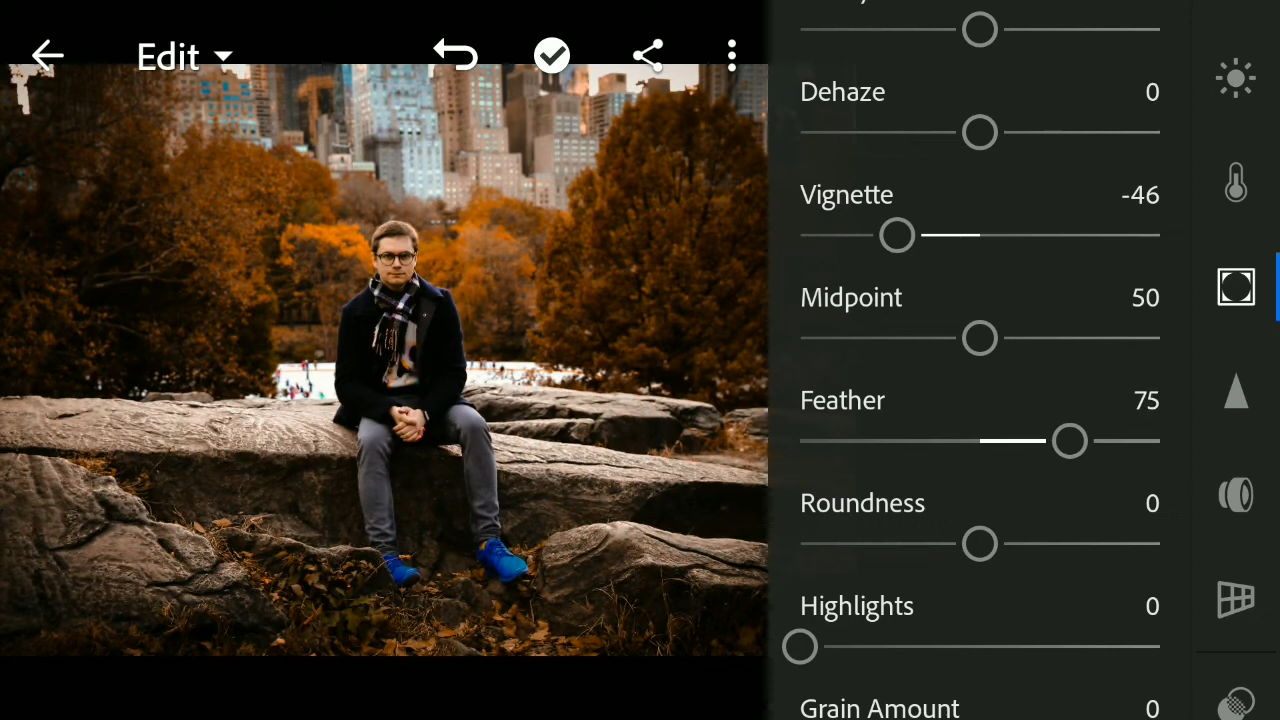 Edit
Dehaze 0
Vignette -46
Midpoint 50
Feather 75
Roundness 0
Highlights 0
Grain Amount 0